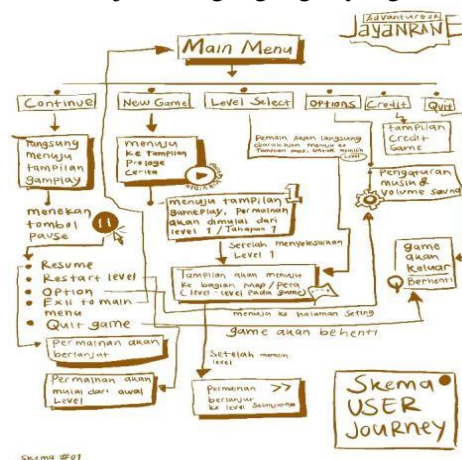 Advanture of
JAYANRANE
Main Menu
Continue
New Game
Level Select
Options
Credit
Quit
langsung
menuju
tampilan
gamplay
menekan
tombol
pause
Resume
Restart level
Option
Exit to main
menu
Quit game
Permainan akan
berlanjut
Permainan akan
mulai dari awal
Level
menuju
Ke Tampilan
Prologe
Cerita
menuju tampilan
gameplay, Permainan
akan dimulai dari
level 1 / Tahapan 1
Setelah menyelesaikan
Level 1
Tampilan akan menuju
ke bagian map/Peta
(level-level pada game)
Setelah memilih
level
Permainan >>
berlanjut
ke level Selanjutnya
Pemain akan langsung
diarahkan menuju ke
Tampilan map untuk memilih
Level
Pengaturan
musik &
volume sound
menuju ke halaman Seting
tampilan
Credit
Game
game
akan
keluar
Berhenti
game akan behenti
Skema
USER
JOURNEY
Skema #01